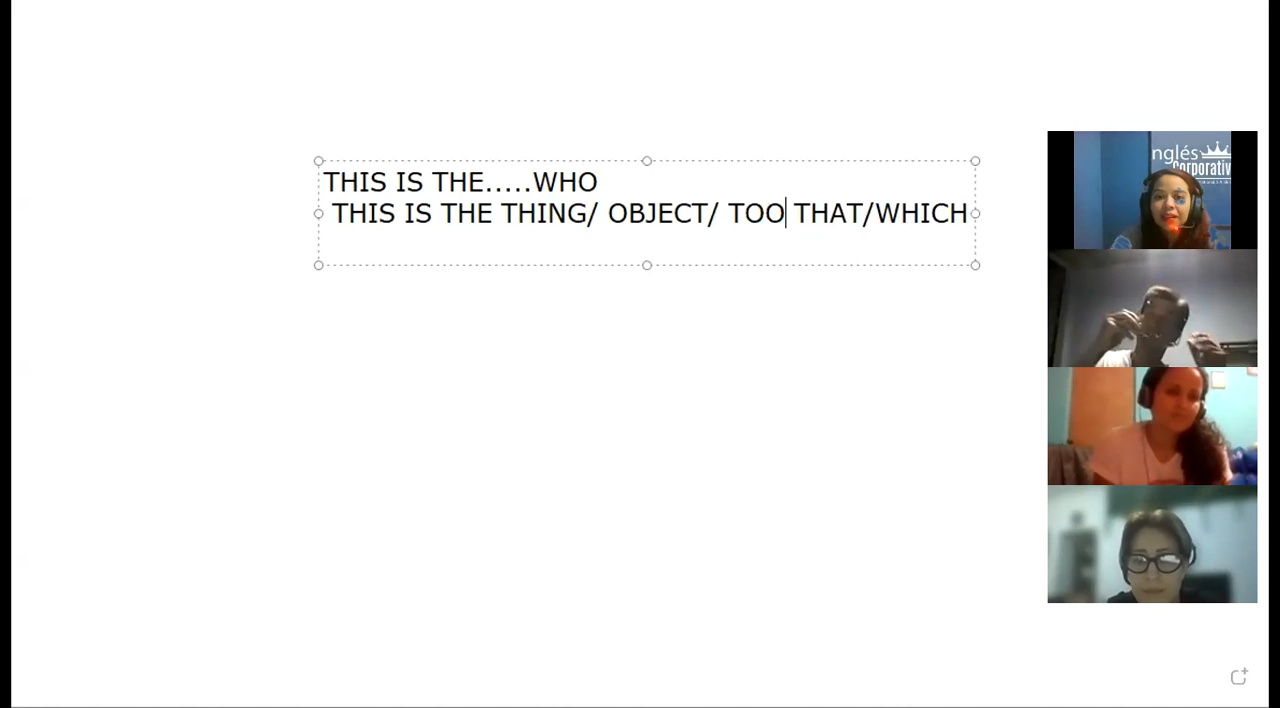 THIS IS THE.....WHO
THIS IS THE THING/ OBJECT/ TOO THAT/WHICH
nglés
Corporativ